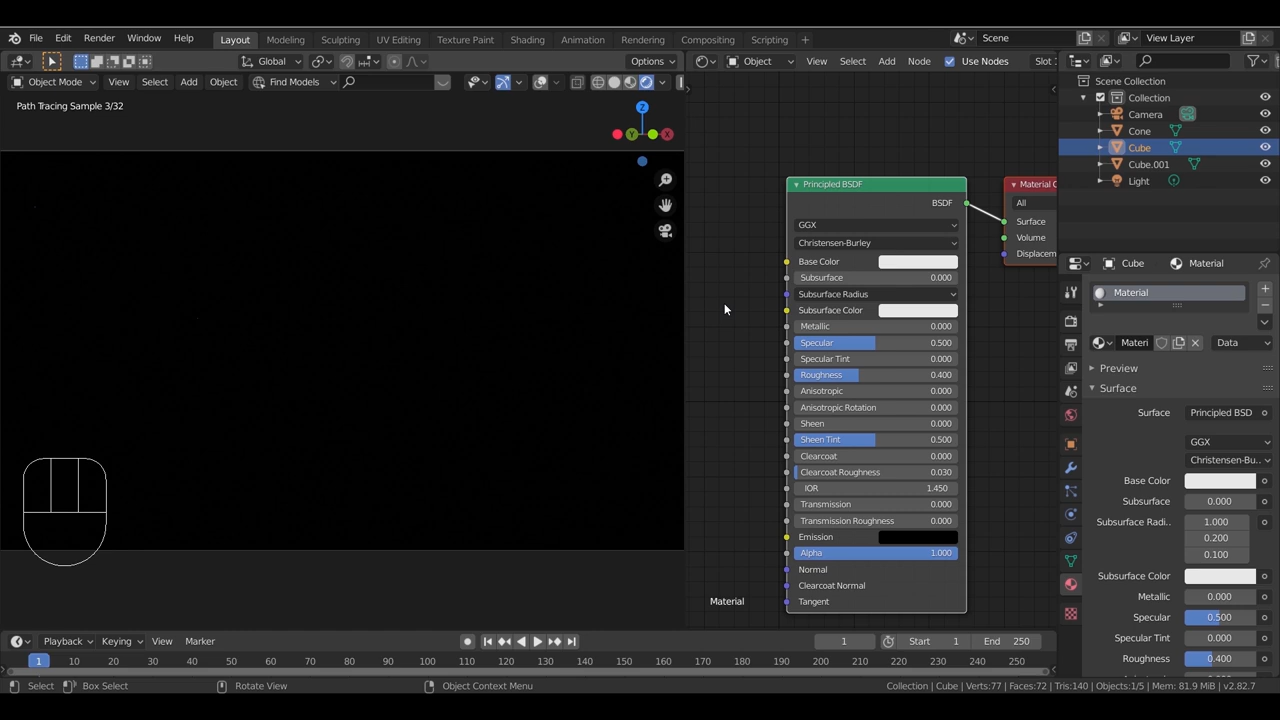 File Edit Render Window Help Layout Modeling Sculpting UV Editing Texture Paint Shading Animation Rendering Compositing Scripting + Scene View Layer
Global Options Object View Select Add Node Use Nodes Slot 1
Object Mode View Select Add Object Find Models
Scene Collection
Collection
Camera
Cone
Cube
Cube.001
Light
Path Tracing Sample 3/32
Z
Y
X
Principled BSDF
BSDF
GGX
Christensen-Burley
Base Color
Subsurface 0.000
Subsurface Radius
Subsurface Color
Metallic 0.000
Specular 0.500
Specular Tint 0.000
Roughness 0.400
Anisotropic 0.000
Anisotropic Rotation 0.000
Sheen 0.000
Sheen Tint 0.500
Clearcoat 0.000
Clearcoat Roughness 0.030
IOR 1.450
Transmission 0.000
Transmission Roughness 0.000
Emission
Alpha 1.000
Normal
Clearcoat Normal
Tangent
Material
Material O
All
Surface
Volume
Displacem
Cube Material
Material
Materi Data
Preview
Surface
Surface Principled BSD
GGX
Christensen-Bu..
Base Color
Subsurface 0.000
Subsurface Radi.. 1.000
0.200
0.100
Subsurface Color
Metallic 0.000
Specular 0.500
Specular Tint 0.000
Roughness 0.400
Playback Keying View Marker 1 Start 1 End 250
1 10 20 30 40 50 60 70 80 90 100 110 120 130 140 150 160 170 180 190 200 210 220 230 240 250
Select Box Select Rotate View Object Context Menu Collection | Cube | Verts:77 | Faces:72 | Tris:140 | Objects:1/5 | Mem: 81.9 MiB | v2.82.7